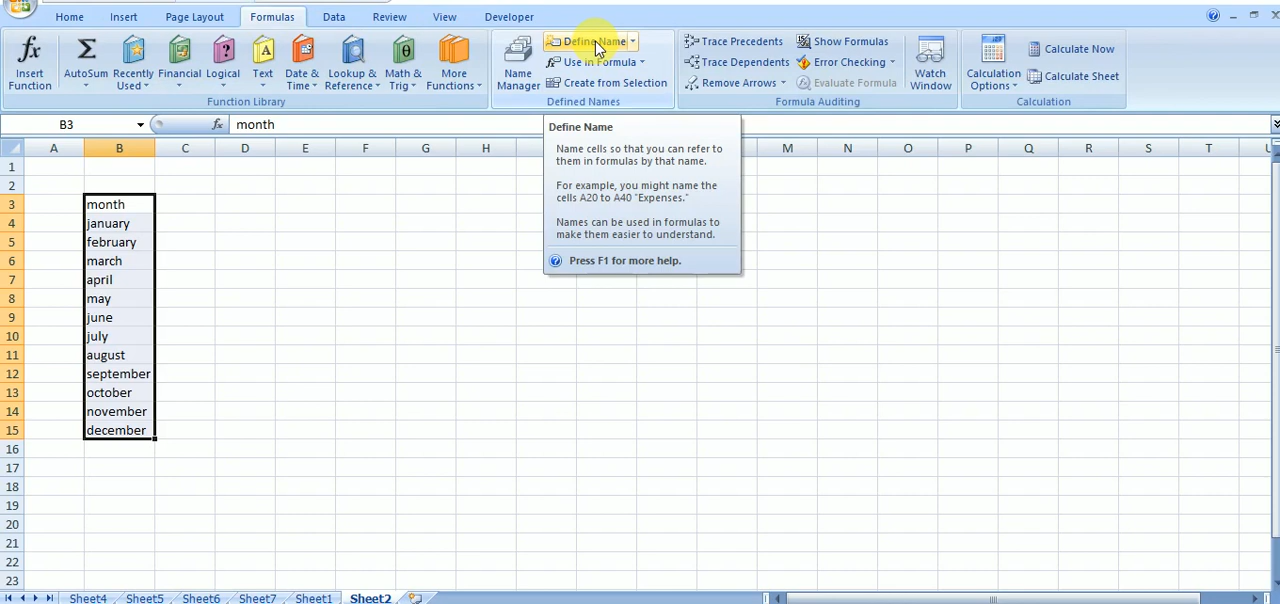 Home Insert Page Layout Formulas Data Review View Developer
fx Σ θ
Define Name Trace Precedents Show Formulas
Use in Formula Trace Dependents Error Checking Calculate Now
Insert Function AutoSum Recently Used Financial Logical Text Date & Time Lookup & Reference Math & Trig More Functions Name Manager Create from Selection Remove Arrows Evaluate Formula Watch Window Calculation Options Calculate Sheet
Function Library Defined Names Formula Auditing Calculation
B3 fx month
Define Name
Name cells so that you can refer to
them in formulas by that name.
For example, you might name the
cells A20 to A40 "Expenses."
Names can be used in formulas to
make them easier to understand.
Press F1 for more help.
A B C D E F G H M N O P Q R S T U
1
2
3 month
4 january
5 february
6 march
7 april
8 may
9 june
10 july
11 august
12 september
13 october
14 november
15 december
16
17
18
19
20
21
22
23
Sheet4 Sheet5 Sheet6 Sheet7 Sheet1 Sheet2